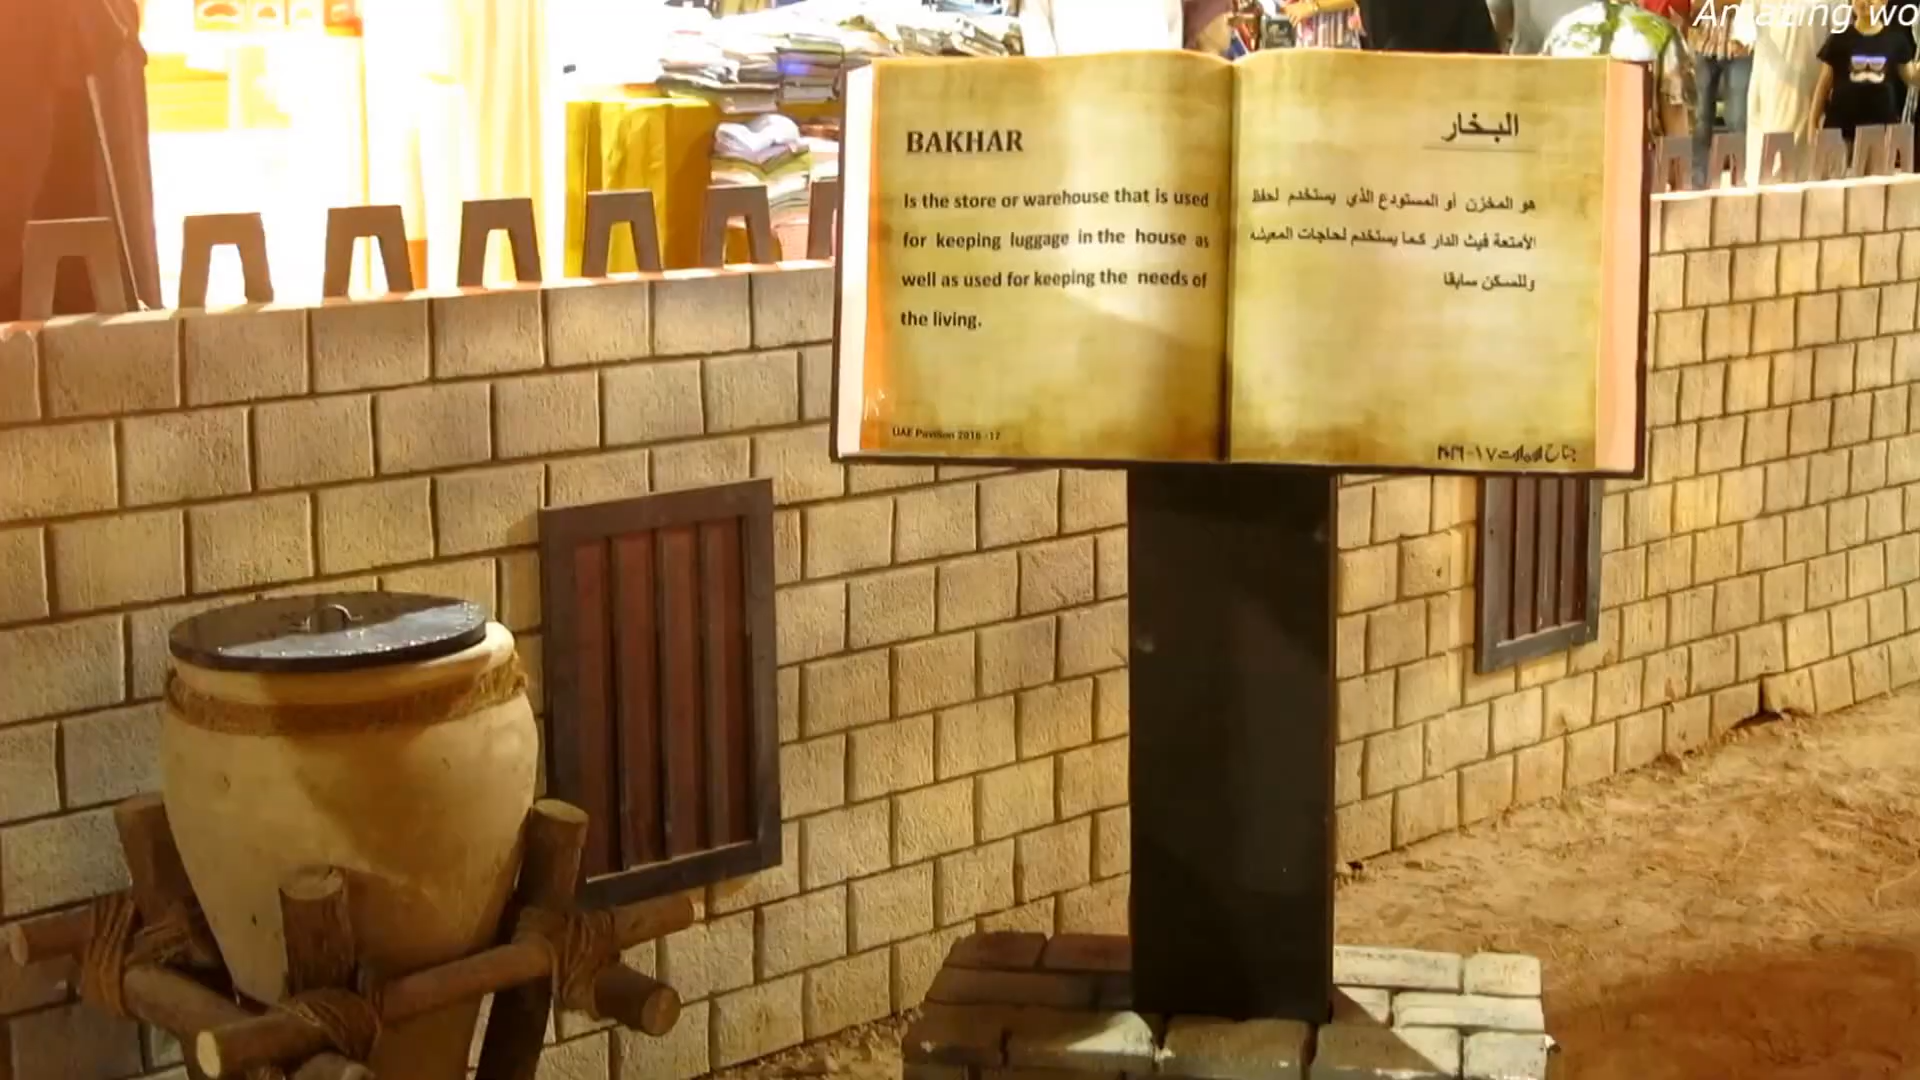 Amazing wo
BAKHAR
Is the store or warehouse that is used
for keeping luggage in the house as
well as used for keeping the needs of
the living.
UAE Pavilion 2016-17
البخار
هو المخزن أو المستودع الذي يستخدم لحفظ
الأمتعة فيث الدار كما يستخدم لحاجات المعيشه
وللسكن سابقا
جناح الامارات ٢٠١٦-١٧